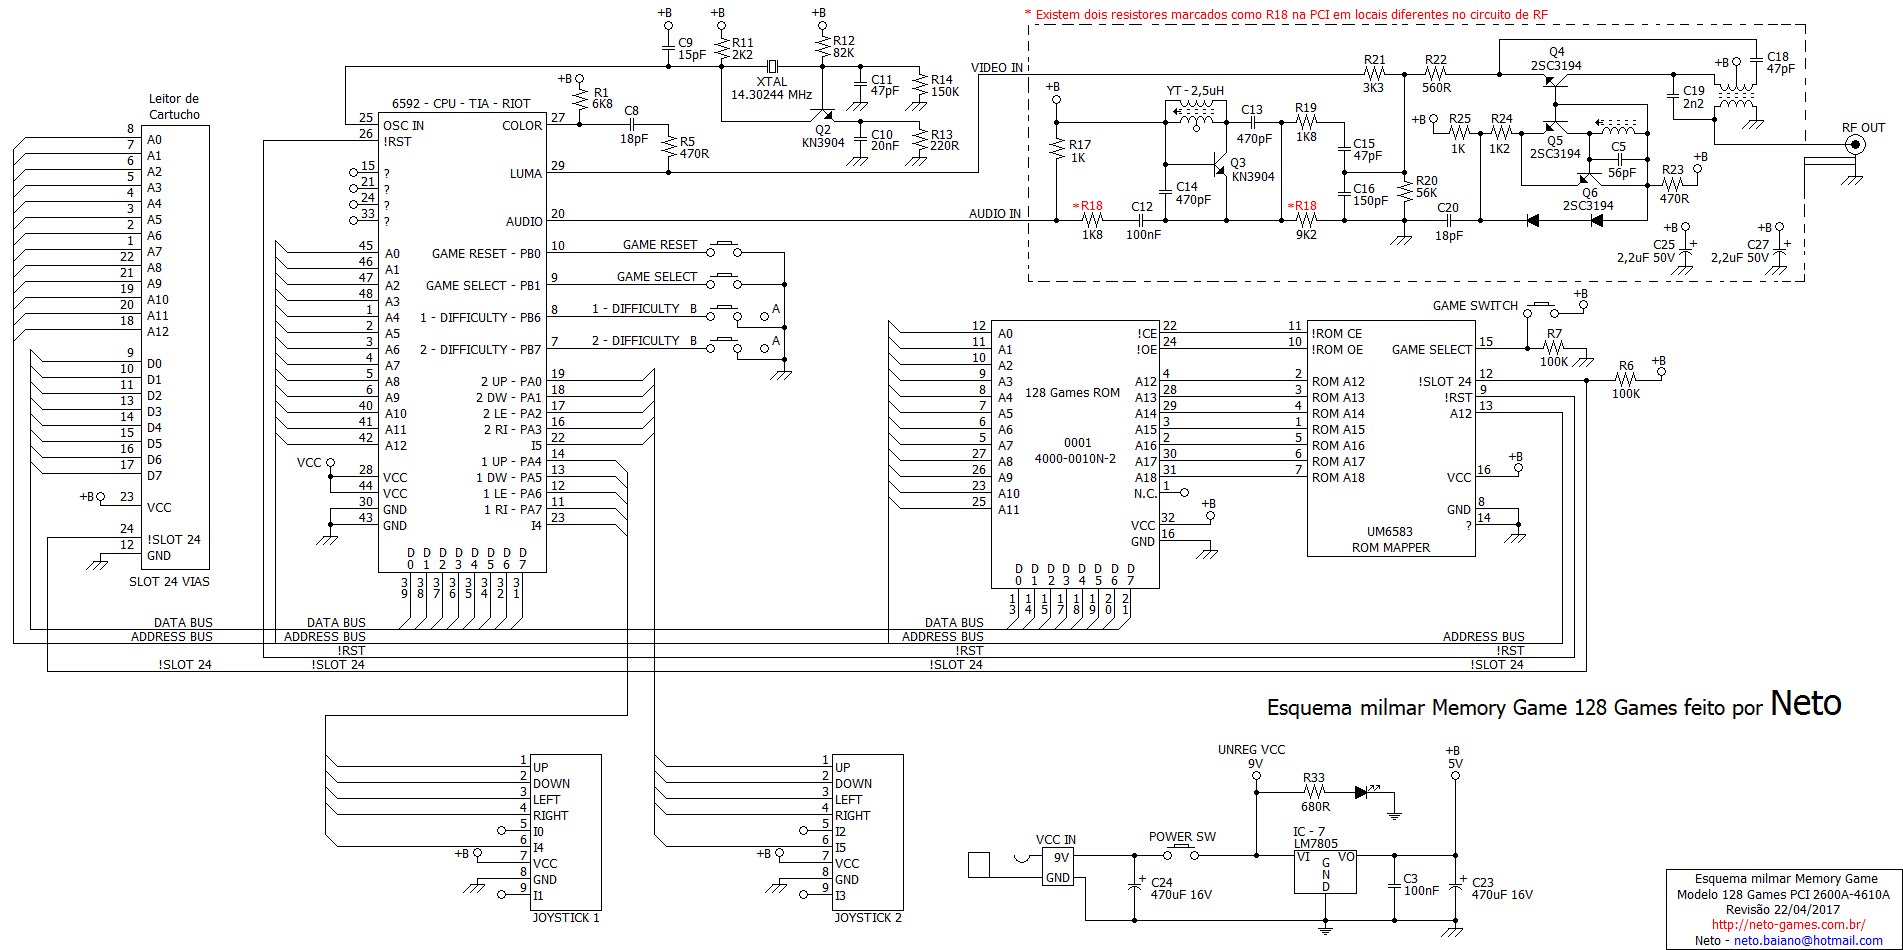 * Existem dois resistores marcados como R18 na PCI em locais diferentes no circuito de RF
Leitor de
Cartucho
8 A0
7 A1
6 A2
5 A3
4 A4
3 A5
2 A6
1 A7
22 A8
21 A9
19 A10
20 A11
18 A12
9 D0
10 D1
11 D2
13 D3
14 D4
15 D5
16 D6
17 D7
+B 23 VCC
24 !SLOT 24
12 GND
SLOT 24 VIAS
6592 - CPU - TIA - RIOT
25 OSC IN
26 !RST
15 ?
21 ?
24 ?
33 ?
45 A0
46 A1
47 A2
48 A3
1 A4
2 A5
3 A6
4 A7
5 A8
6 A9
40 A10
41 A11
42 A12
VCC
28 VCC
44 VCC
30 GND
43 GND
COLOR 27
LUMA 29
AUDIO 20
GAME RESET - PB0 10 GAME RESET
GAME SELECT - PB1 9 GAME SELECT
1 - DIFFICULTY - PB6 8 1 - DIFFICULTY B A
2 - DIFFICULTY - PB7 7 2 - DIFFICULTY B A
2 UP - PA0 19
2 DW - PA1 18
2 LE - PA2 17
2 RI - PA3 16
I5 22
1 UP - PA4 14
1 DW - PA5 13
1 LE - PA6 12
1 RI - PA7 11
I4 23
D0 D1 D2 D3 D4 D5 D6 D7
39 38 37 36 35 34 32 31
+B
C9
15pF
+B
R11
2K2
+B
R12
82K
XTAL
14.30244 MHz
C11
47pF
R14
150K
Q2
KN3904
C10
20nF
R13
220R
+B
R1
6K8
C8
18pF
R5
470R
VIDEO IN
AUDIO IN
+B
R17
1K
*R18
1K8
C12
100nF
YT - 2,5uH
C14
470pF
Q3
KN3904
C13
470pF
R19
1K8
*R18
9K2
C15
47pF
C16
150pF
R21
3K3
R22
560R
R20
56K
C20
18pF
+B
R25
1K
R24
1K2
Q4
2SC3194
Q5
2SC3194
Q6
2SC3194
C5
56pF
R23
470R
+B
C19
2n2
+B
C18
47pF
RF OUT
+B
C25
2,2uF 50V
+B
C27
2,2uF 50V
12 A0
11 A1
10 A2
9 A3
8 A4
7 A5
6 A6
5 A7
27 A8
26 A9
23 A10
25 A11
128 Games ROM
0001
4000-0010N-2
!CE 22
!OE 24
A12 4
A13 28
A14 29
A15 3
A16 2
A17 30
A18 31
N.C. 1
VCC 32 +B
GND 16
D0 D1 D2 D3 D4 D5 D6 D7
13 14 15 17 18 19 20 21
11 !ROM CE
10 !ROM OE
2 ROM A12
3 ROM A13
4 ROM A14
1 ROM A15
5 ROM A16
6 ROM A17
7 ROM A18
GAME SELECT 15
!SLOT 24 12
!RST 9
A12 13
VCC 16 +B
GND 8
? 14
UM6583
ROM MAPPER
GAME SWITCH
+B
R7
100K
R6
100K
+B
DATA BUS DATA BUS DATA BUS
ADDRESS BUS ADDRESS BUS ADDRESS BUS ADDRESS BUS
!RST !RST !RST
!SLOT 24 !SLOT 24 !SLOT 24 !SLOT 24
Esquema milmar Memory Game 128 Games feito por Neto
1 UP
2 DOWN
3 LEFT
4 RIGHT
5 I0
6 I4
+B 7 VCC
8 GND
9 I1
JOYSTICK 1
1 UP
2 DOWN
3 LEFT
4 RIGHT
5 I2
6 I5
+B 7 VCC
8 GND
9 I3
JOYSTICK 2
VCC IN
9V
GND
POWER SW
C24
470uF 16V
UNREG VCC
9V
R33
680R
IC - 7
LM7805
VI VO
GND
C3
100nF
+B
5V
C23
470uF 16V
Esquema milmar Memory Game
Modelo 128 Games PCI 2600A-4610A
Revisão 22/04/2017
http://neto-games.com.br/
Neto - neto.baiano@hotmail.com